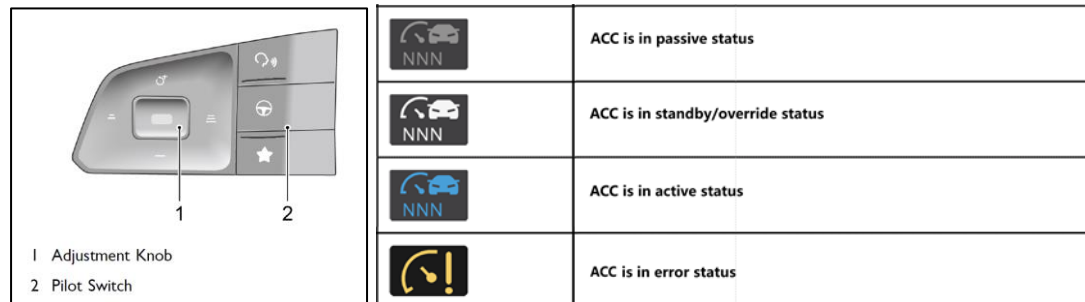 1
2
1 Adjustment Knob
2 Pilot Switch
NNN
ACC is in passive status
NNN
ACC is in standby/override status
NNN
ACC is in active status
ACC is in error status